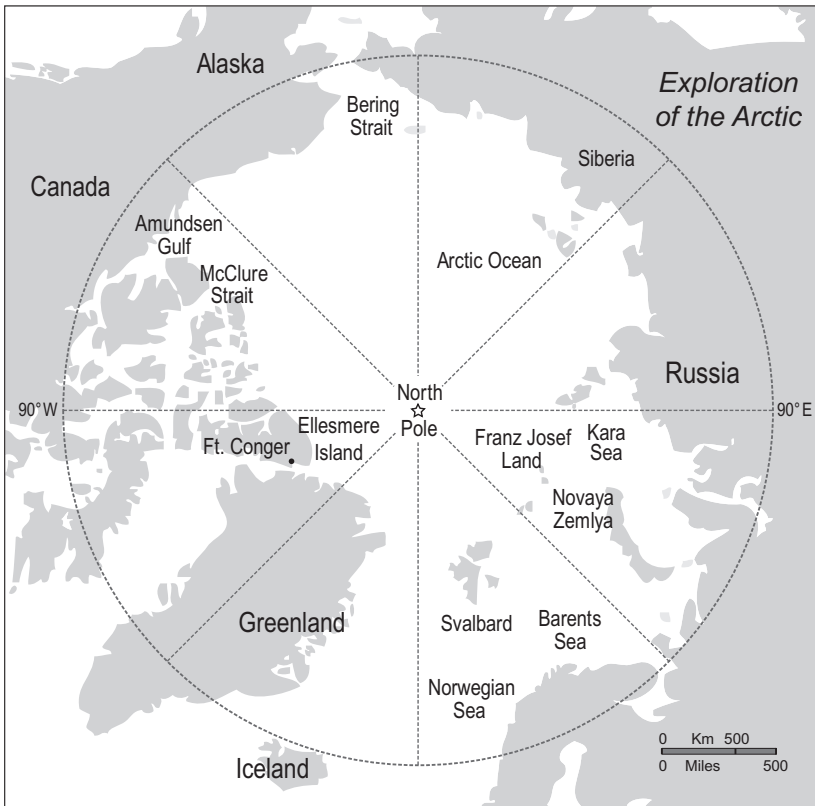 Alaska
Exploration
of the Arctic
Bering
Strait
Siberia
Canada
Amundsen
Gulf
McClure
Strait
Arctic Ocean
Russia
North
Pole
90°W
90°E
Ellesmere
Island
Ft. Conger
Franz Josef
Land
Kara
Sea
Novaya
Zemlya
Greenland
Svalbard
Barents
Sea
Norwegian
Sea
Iceland
0 Km 500
0 Miles 500